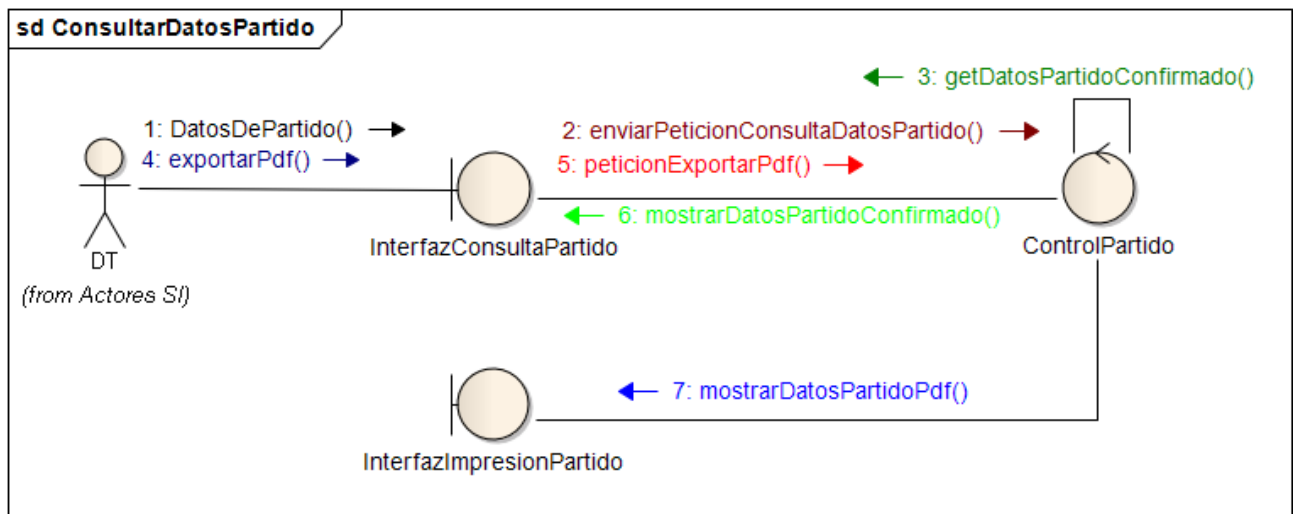 sd ConsultarDatosPartido
3: getDatosPartidoConfirmado()
1: DatosDePartido()
2: enviarPeticionConsultaDatosPartido()
4: exportarPdf()
5: peticionExportarPdf()
6: mostrarDatosPartidoConfirmado()
InterfazConsultaPartido
ControlPartido
DT
(from Actores SI)
7: mostrarDatosPartidoPdf()
InterfazImpresionPartido